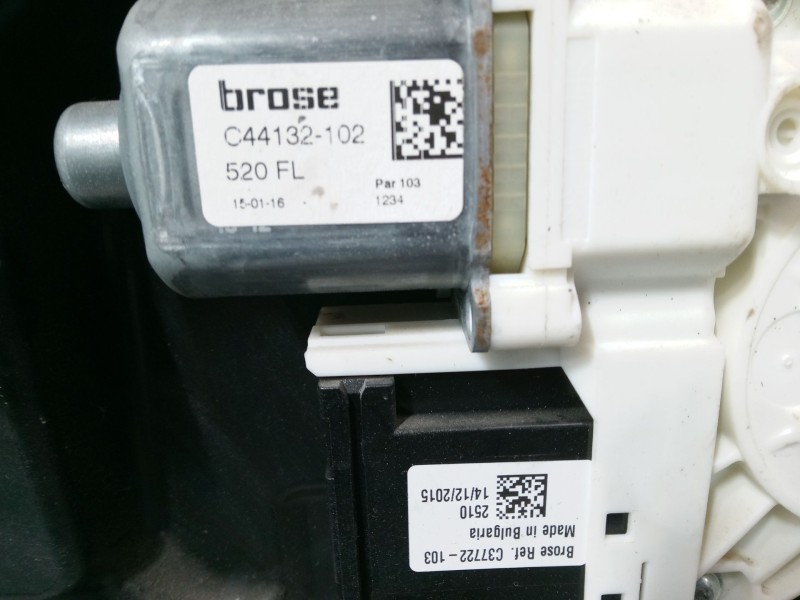 brose
C44132-102
520 FL
Par 103
15-01-16
1234
Brose Ref. C37722-103
Made in Bulgaria
2510
14/12/2015